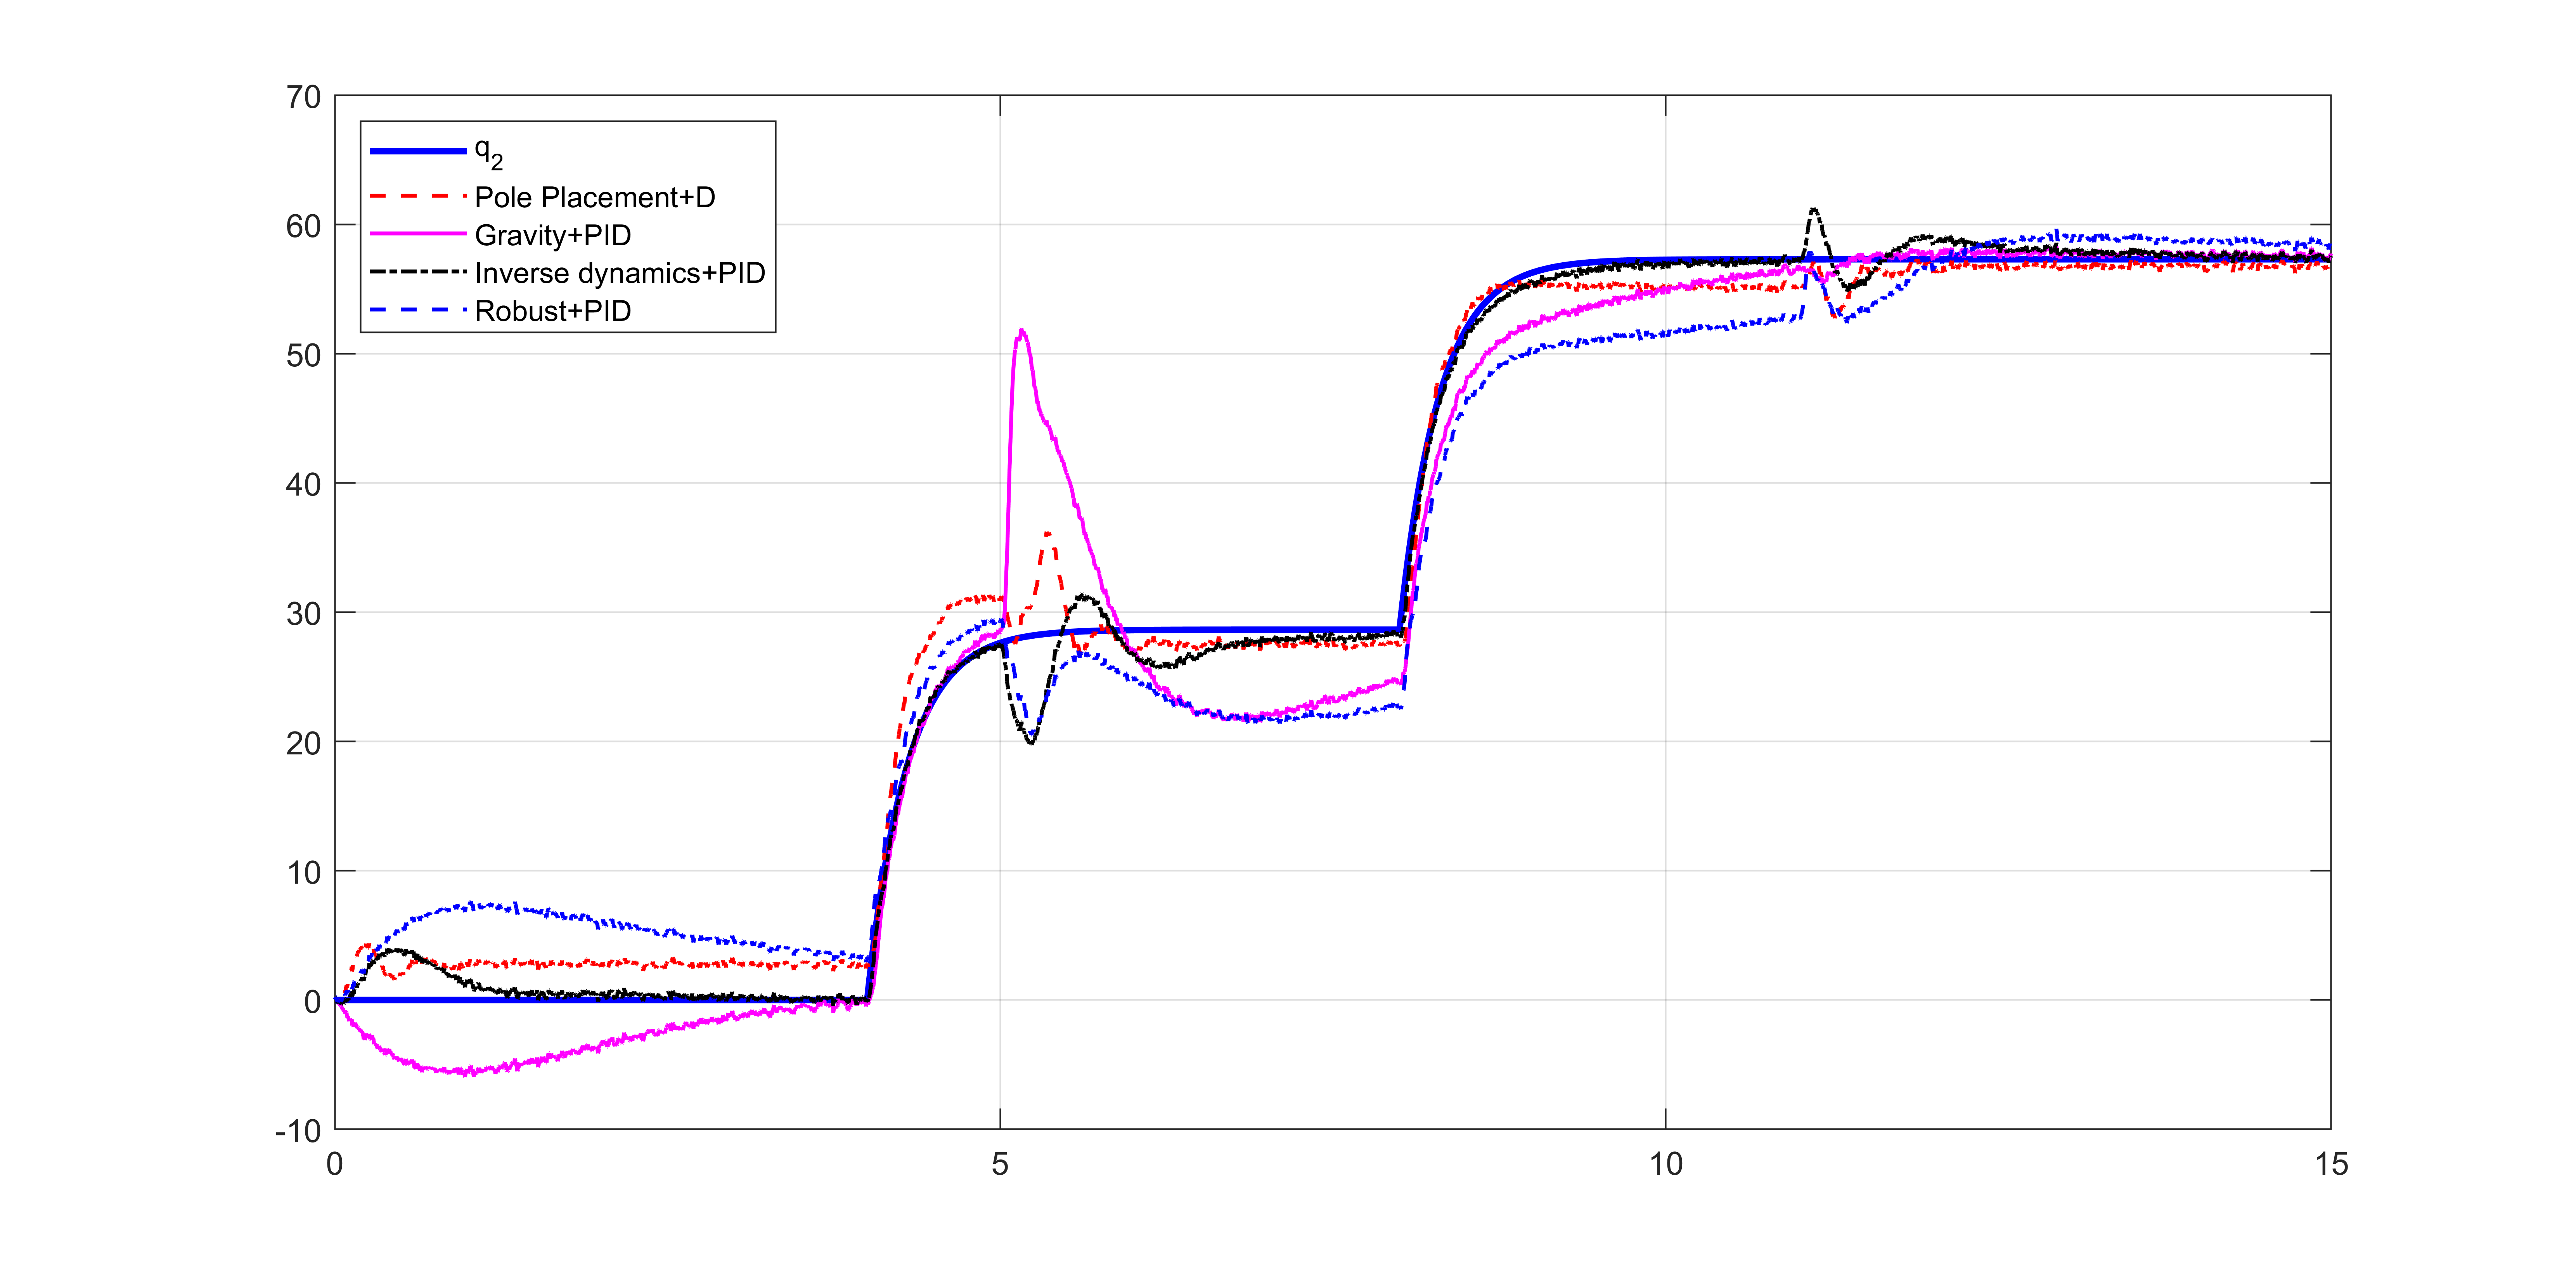 70
60
50
40
30
20
10
0
-10
0 5 10 15
q2
Pole Placement+D
Gravity+PID
Inverse dynamics+PID
Robust+PID